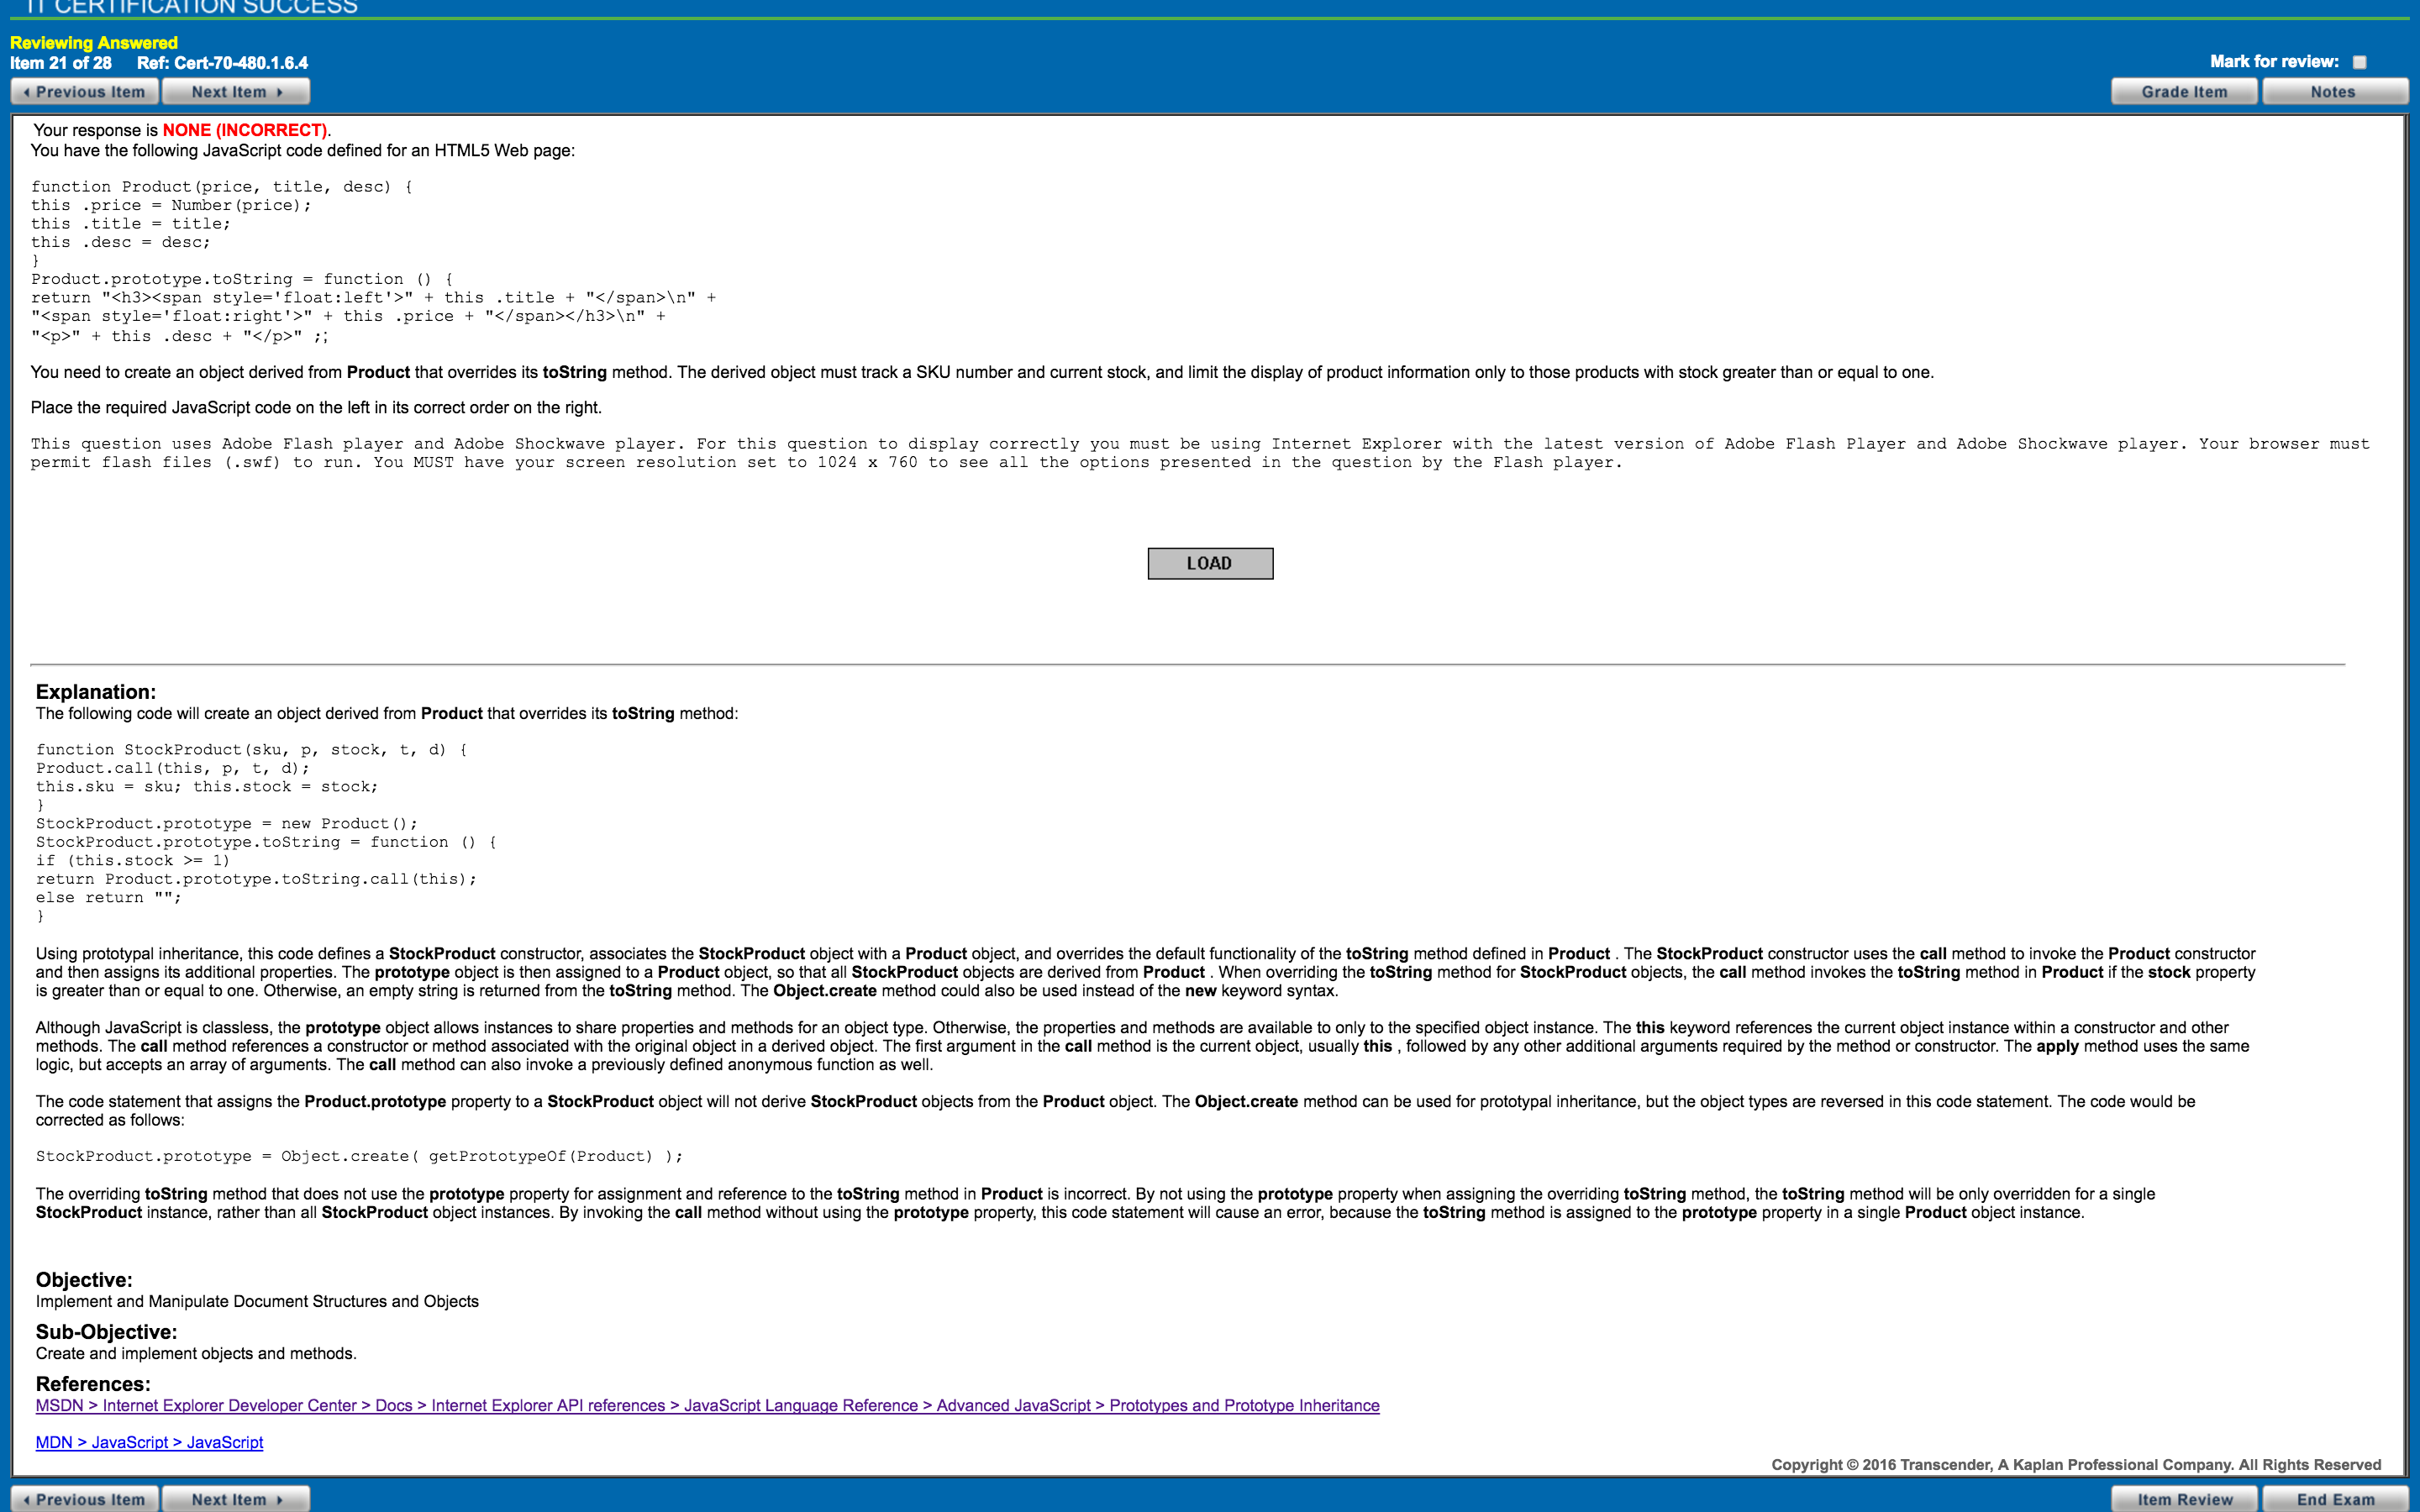 IT CERTIFICATION SUCCESS
Reviewing Answered
Item 21 of 28 Ref: Cert-70-480.1.6.4
Mark for review:
Previous Item Next Item Grade Item Notes
Your response is NONE (INCORRECT).
You have the following JavaScript code defined for an HTML5 Web page:
function Product(price, title, desc) {
this .price = Number(price);
this .title = title;
this .desc = desc;
}
Product.prototype.toString = function () {
return "<h3><span style='float:left'>" + this .title + "</span>\n" +
"<span style='float:right'>" + this .price + "</span></h3>\n" +
"<p>" + this .desc + "</p>" ;;
You need to create an object derived from Product that overrides its toString method. The derived object must track a SKU number and current stock, and limit the display of product information only to those products with stock greater than or equal to one.
Place the required JavaScript code on the left in its correct order on the right.
This question uses Adobe Flash player and Adobe Shockwave player. For this question to display correctly you must be using Internet Explorer with the latest version of Adobe Flash Player and Adobe Shockwave player. Your browser must
permit flash files (.swf) to run. You MUST have your screen resolution set to 1024 x 760 to see all the options presented in the question by the Flash player.
LOAD
Explanation:
The following code will create an object derived from Product that overrides its toString method:
function StockProduct(sku, p, stock, t, d) {
Product.call(this, p, t, d);
this.sku = sku; this.stock = stock;
}
StockProduct.prototype = new Product();
StockProduct.prototype.toString = function () {
if (this.stock >= 1)
return Product.prototype.toString.call(this);
else return "";
}
Using prototypal inheritance, this code defines a StockProduct constructor, associates the StockProduct object with a Product object, and overrides the default functionality of the toString method defined in Product . The StockProduct constructor uses the call method to invoke the Product constructor
and then assigns its additional properties. The prototype object is then assigned to a Product object, so that all StockProduct objects are derived from Product . When overriding the toString method for StockProduct objects, the call method invokes the toString method in Product if the stock property
is greater than or equal to one. Otherwise, an empty string is returned from the toString method. The Object.create method could also be used instead of the new keyword syntax.
Although JavaScript is classless, the prototype object allows instances to share properties and methods for an object type. Otherwise, the properties and methods are available to only to the specified object instance. The this keyword references the current object instance within a constructor and other
methods. The call method references a constructor or method associated with the original object in a derived object. The first argument in the call method is the current object, usually this , followed by any other additional arguments required by the method or constructor. The apply method uses the same
logic, but accepts an array of arguments. The call method can also invoke a previously defined anonymous function as well.
The code statement that assigns the Product.prototype property to a StockProduct object will not derive StockProduct objects from the Product object. The Object.create method can be used for prototypal inheritance, but the object types are reversed in this code statement. The code would be
corrected as follows:
StockProduct.prototype = Object.create( getPrototypeOf(Product) );
The overriding toString method that does not use the prototype property for assignment and reference to the toString method in Product is incorrect. By not using the prototype property when assigning the overriding toString method, the toString method will be only overridden for a single
StockProduct instance, rather than all StockProduct object instances. By invoking the call method without using the prototype property, this code statement will cause an error, because the toString method is assigned to the prototype property in a single Product object instance.
Objective:
Implement and Manipulate Document Structures and Objects
Sub-Objective:
Create and implement objects and methods.
References:
MSDN > Internet Explorer Developer Center > Docs > Internet Explorer API references > JavaScript Language Reference > Advanced JavaScript > Prototypes and Prototype Inheritance
MDN > JavaScript > JavaScript
Copyright © 2016 Transcender, A Kaplan Professional Company. All Rights Reserved
Previous Item Next Item Item Review End Exam